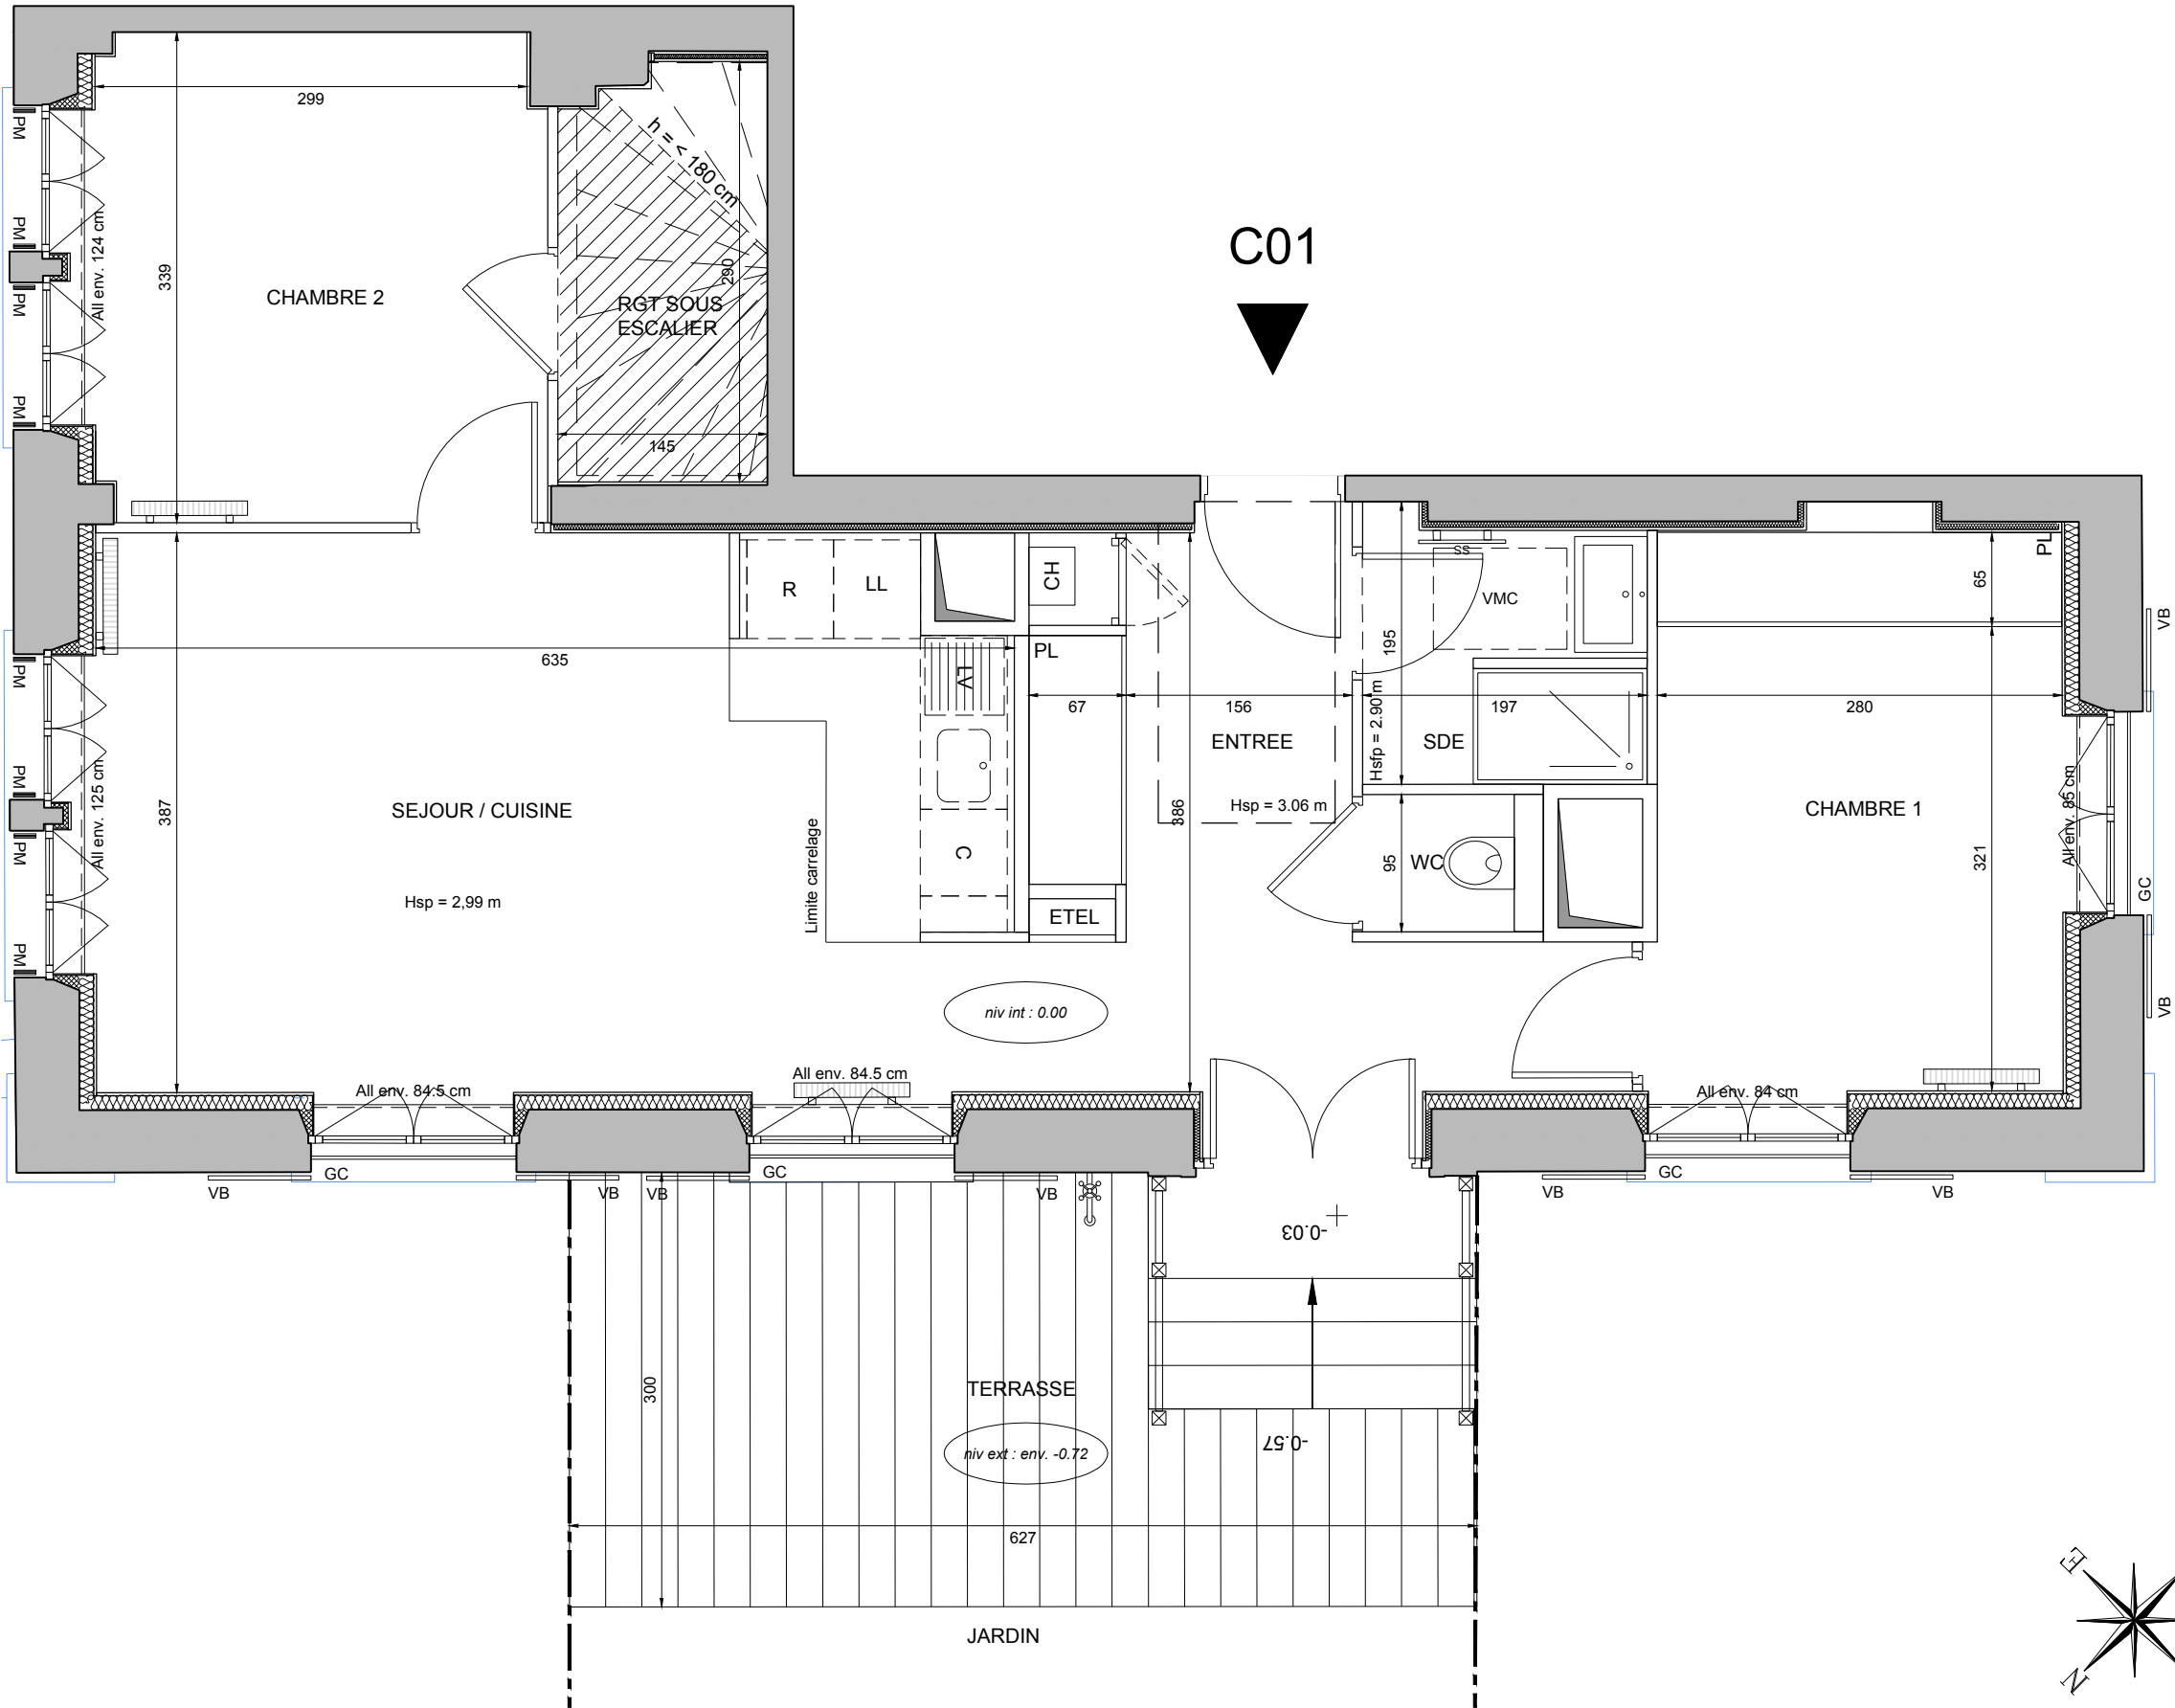 C01
299
339
CHAMBRE 2
PM
PM
PM
PM
All env. 124 cm
h = < 180 cm
290
RGT SOUS
ESCALIER
145
R
LL
CH
PL
LV
C
ETEL
635
67
156
197
280
387
386
195
95
65
321
SEJOUR / CUISINE
Hsp = 2,99 m
Limite carrelage
PM
PM
PM
PM
All env. 125 cm
ENTREE
Hsp = 3.06 m
Hsfp = 2.90 m
SDE
SS
VMC
WC
PL
CHAMBRE 1
All env. 85 cm
VB
GC
VB
niv int : 0.00
All env. 84.5 cm
All env. 84.5 cm
All env. 84 cm
VB
GC
VB
VB
GC
VB
VB
GC
VB
-0.03
-0.57
300
TERRASSE
niv ext : env. -0.72
627
JARDIN
E
N